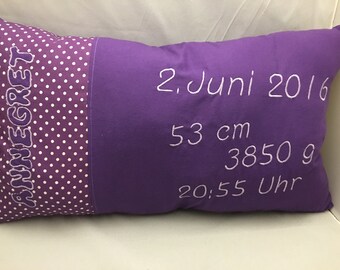 ANNEGRET
2. Juni 2016
53 cm
3850 g
20:55 Uhr